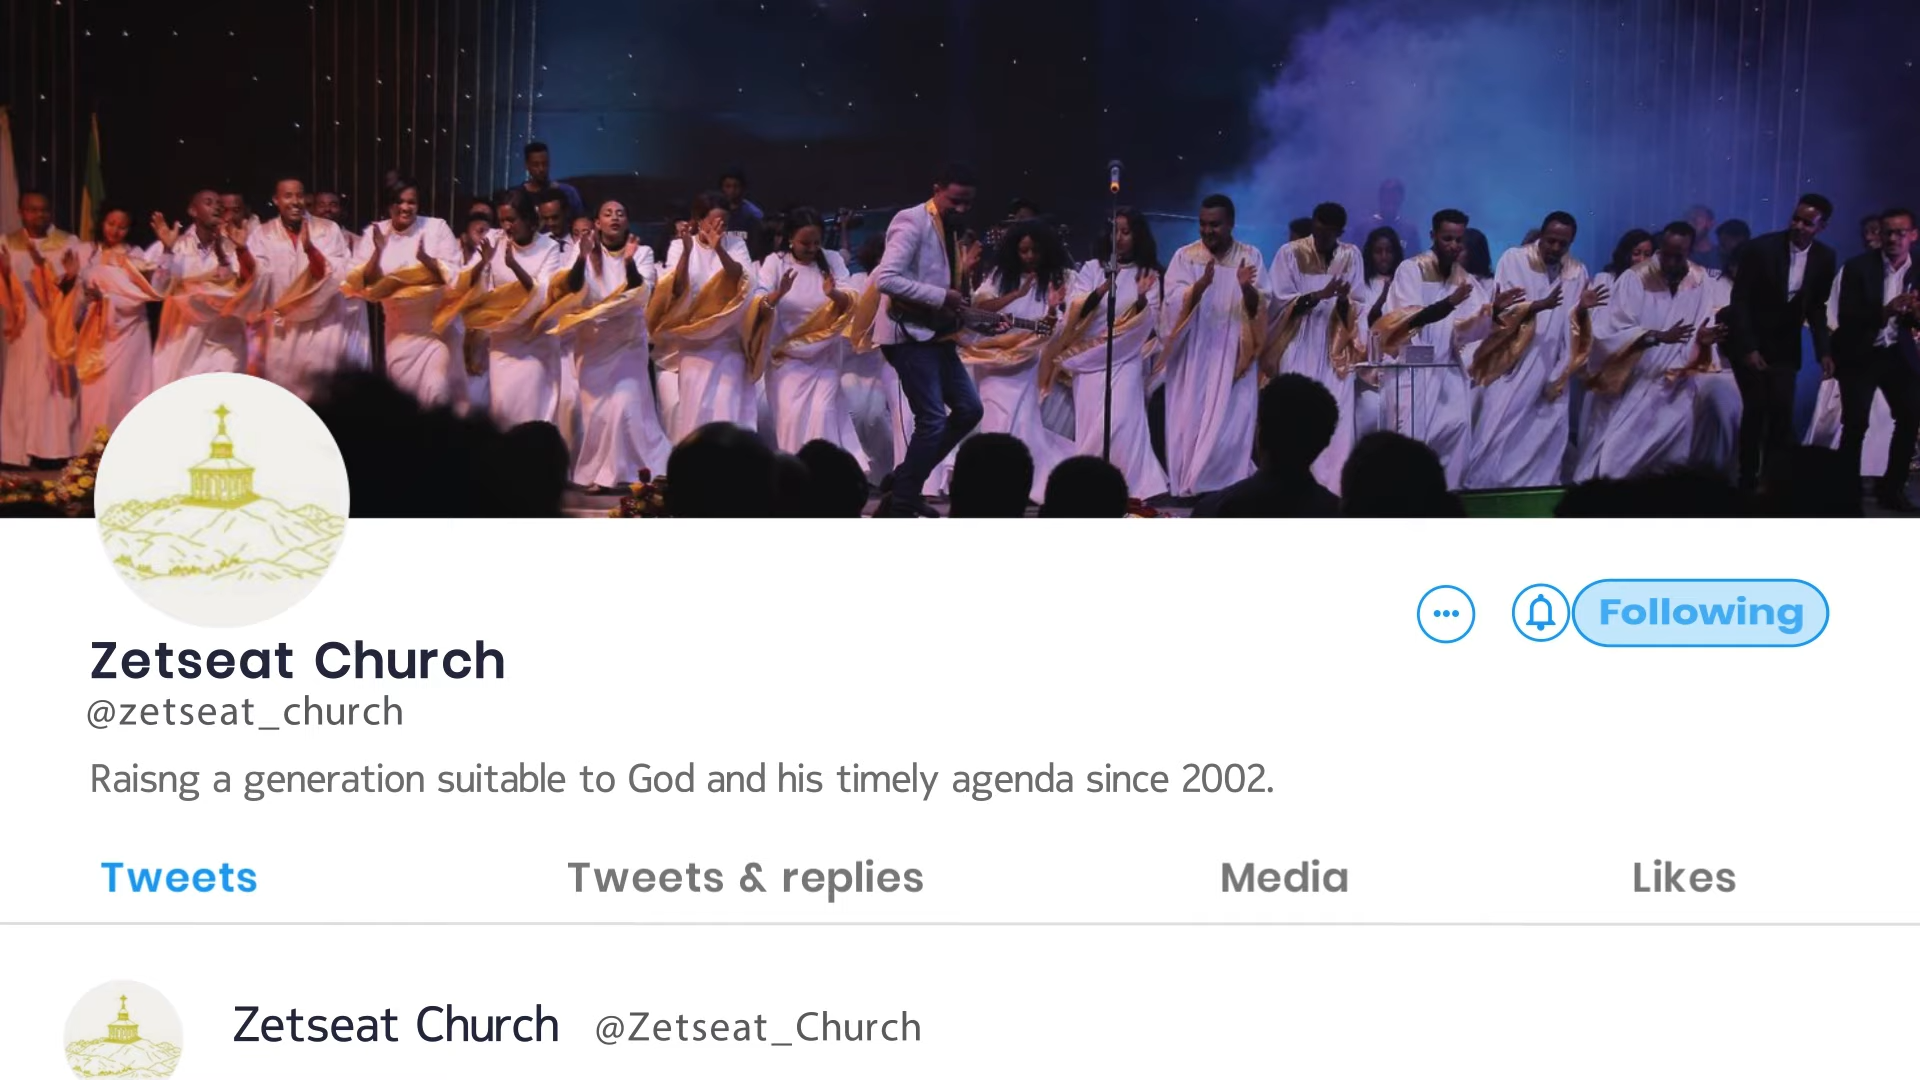 Following
Zetseat Church
@zetseat_church
Raisng a generation suitable to God and his timely agenda since 2002.
Tweets Tweets & replies Media Likes
Zetseat Church @Zetseat_Church